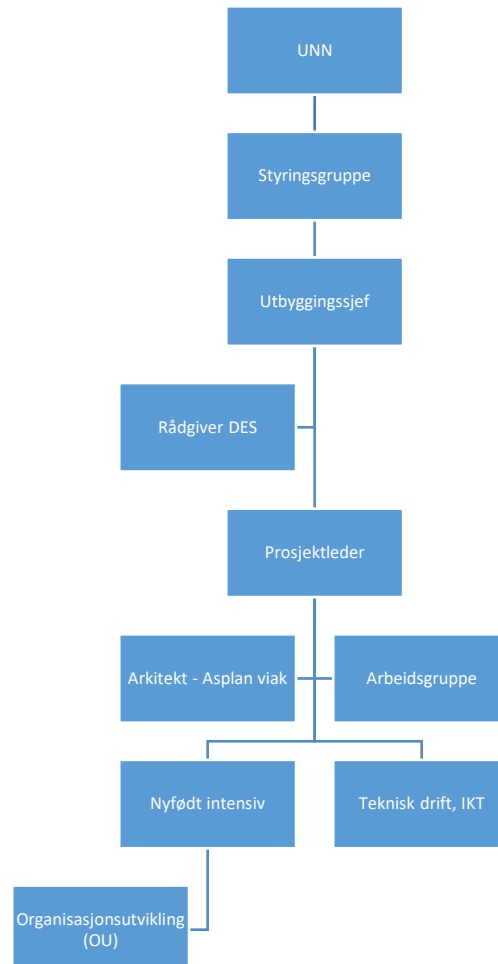 UNN
Styringsgruppe
Utbyggingssjef
Rådgiver DES
Prosjektleder
Arkitekt - Asplan viak
Arbeidsgruppe
Nyfødt intensiv
Teknisk drift, IKT
Organisasjonsutvikling
(OU)